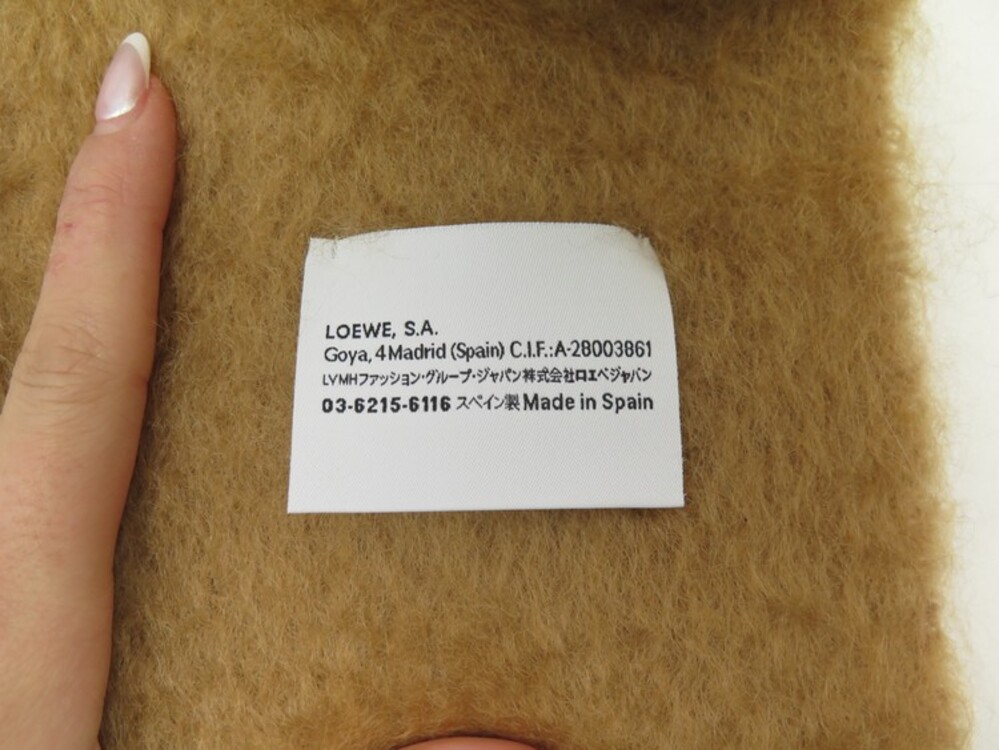 LOEWE, S.A.
Goya, 4 Madrid (Spain) C.I.F.:A-28003861
LVMHファッション・グループ・ジャパン株式会社ロエベジャパン
03-6215-6116 スペイン製 Made in Spain